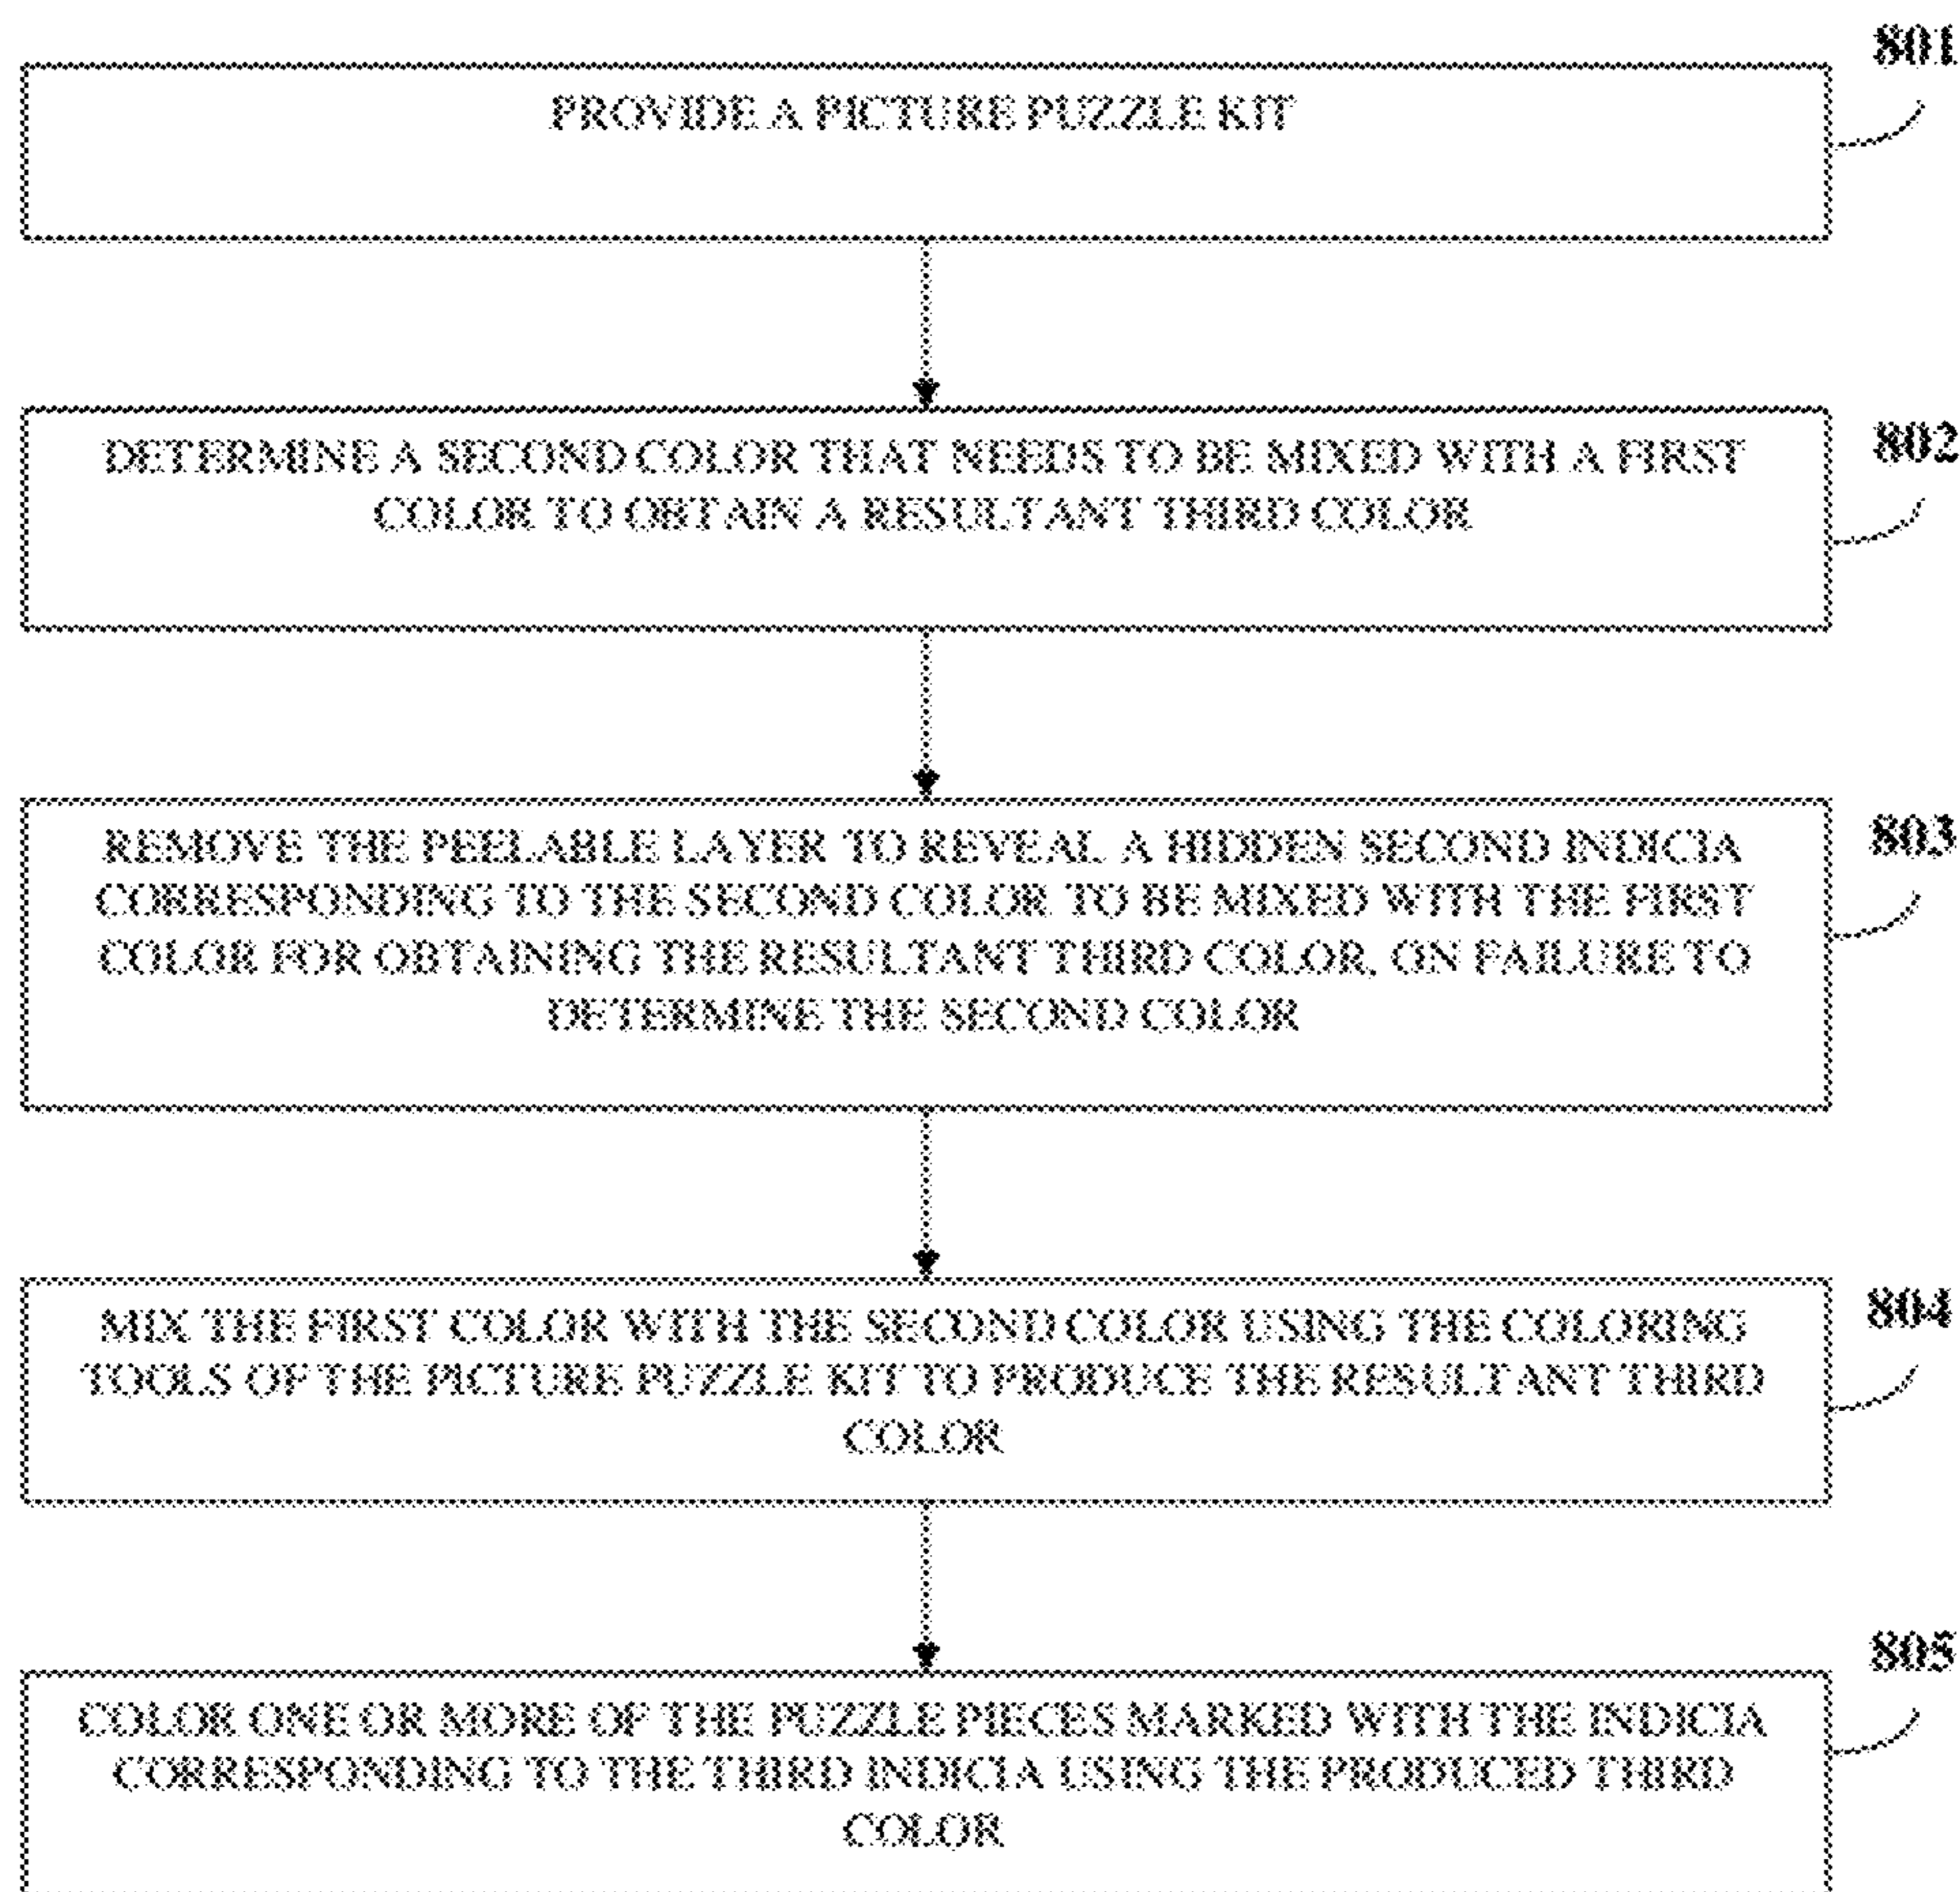 801
PROVIDE A PICTURE PUZZLE KIT
802
DETERMINE A SECOND COLOR THAT NEEDS TO BE MIXED WITH A FIRST
COLOR TO OBTAIN A RESULTANT THIRD COLOR
803
REMOVE THE PEELABLE LAYER TO REVEAL A HIDDEN SECOND INDICIA
CORRESPONDING TO THE SECOND COLOR TO BE MIXED WITH THE FIRST
COLOR FOR OBTAINING THE RESULTANT THIRD COLOR, ON FAILURE TO
DETERMINE THE SECOND COLOR
804
MIX THE FIRST COLOR WITH THE SECOND COLOR USING THE COLORING
TOOLS OF THE PICTURE PUZZLE KIT TO PRODUCE THE RESULTANT THIRD
COLOR
805
COLOR ONE OR MORE OF THE PUZZLE PIECES MARKED WITH THE INDICIA
CORRESPONDING TO THE THIRD INDICIA USING THE PRODUCED THIRD
COLOR